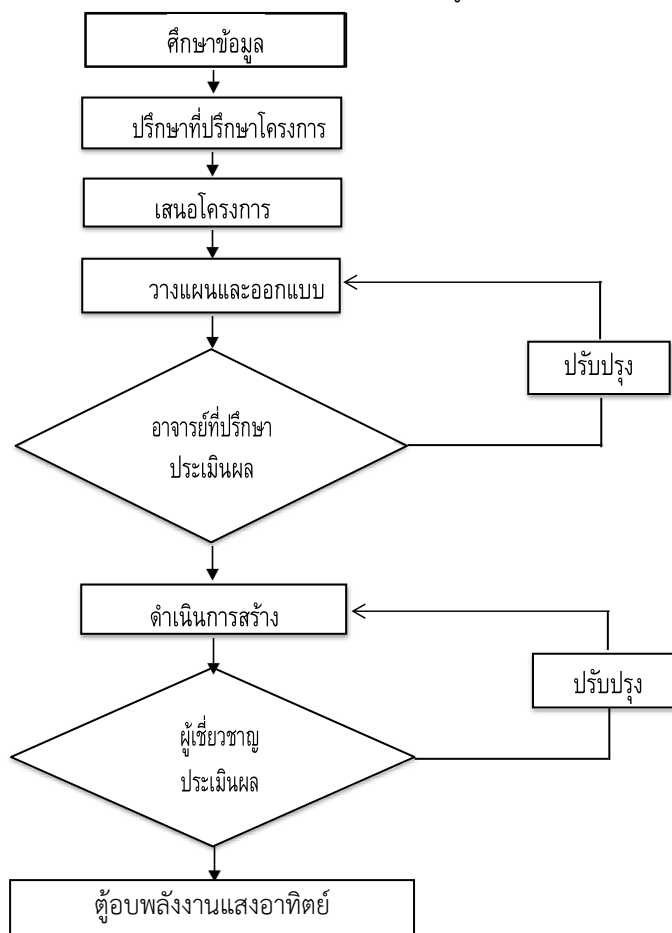 ศึกษาข้อมูล
ปรึกษาที่ปรึกษาโครงการ
เสนอโครงการ
วางแผนและออกแบบ
ปรับปรุง
อาจารย์ที่ปรึกษา
ประเมินผล
ดำเนินการสร้าง
ปรับปรุง
ผู้เชี่ยวชาญ
ประเมินผล
ตู้อบพลังงานแสงอาทิตย์